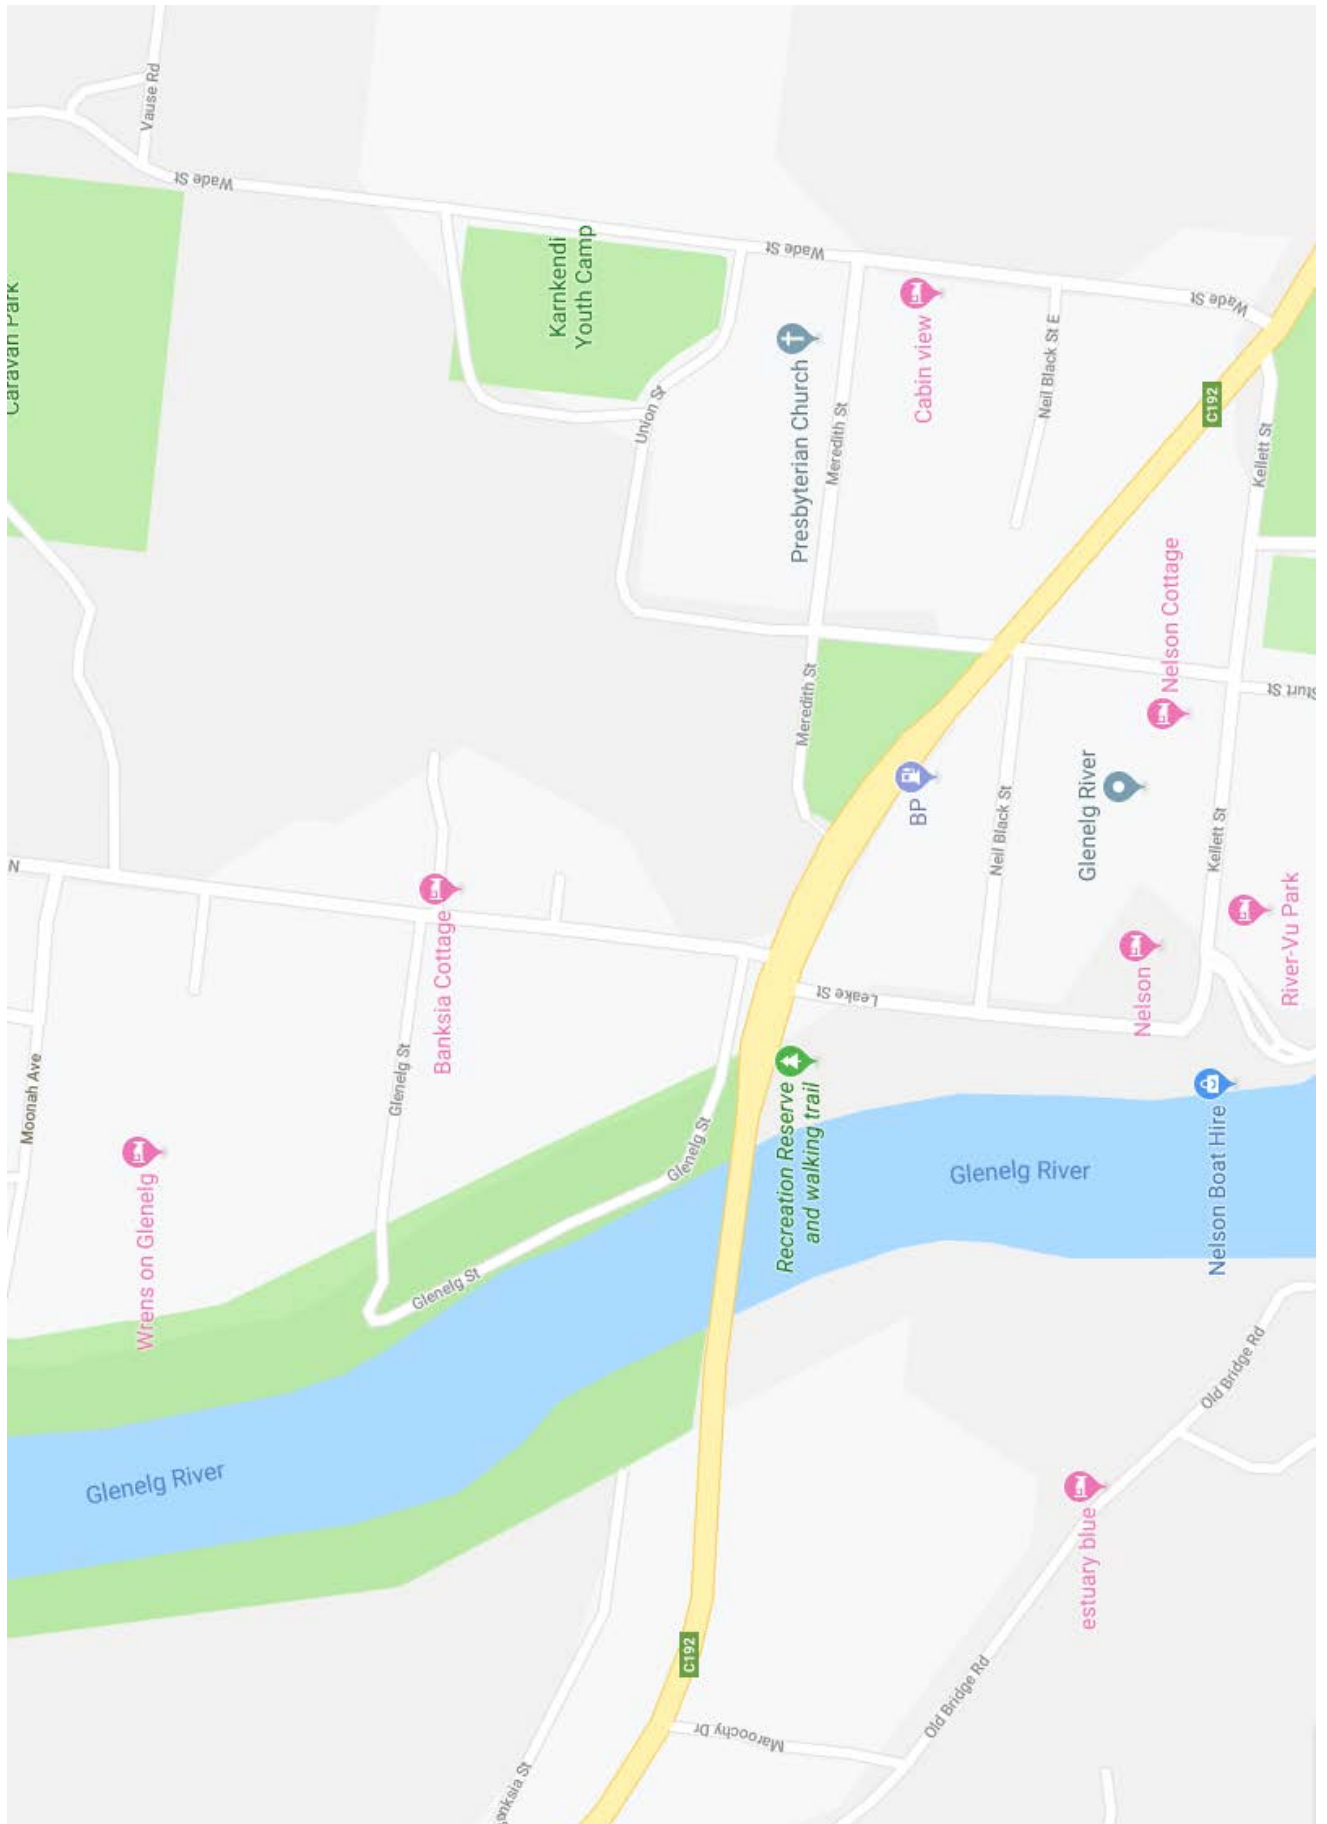 Caravan Park
N
Moonah Ave
Wrens on Glenelg
Vause Rd
Glenelg River
Wade St
Glenelg St
Banksia Cottage
Glenelg St
anksia St
Karnkendi
Youth Camp
Union St
Glenelg St
C192
Maroochy Dr
Recreation Reserve
and walking trail
Presbyterian Church
Wade St
Meredith St
Meredith St
Leake St
BP
Cabin view
Old Bridge Rd
Glenelg River
Neil Black St
Neil Black St E
estuary blue
Glenelg River
Nelson
Nelson Cottage
C192
Nelson Boat Hire
Kellett St
Wade St
Old Bridge Rd
Kellett St
River-Vu Park
Sturt St